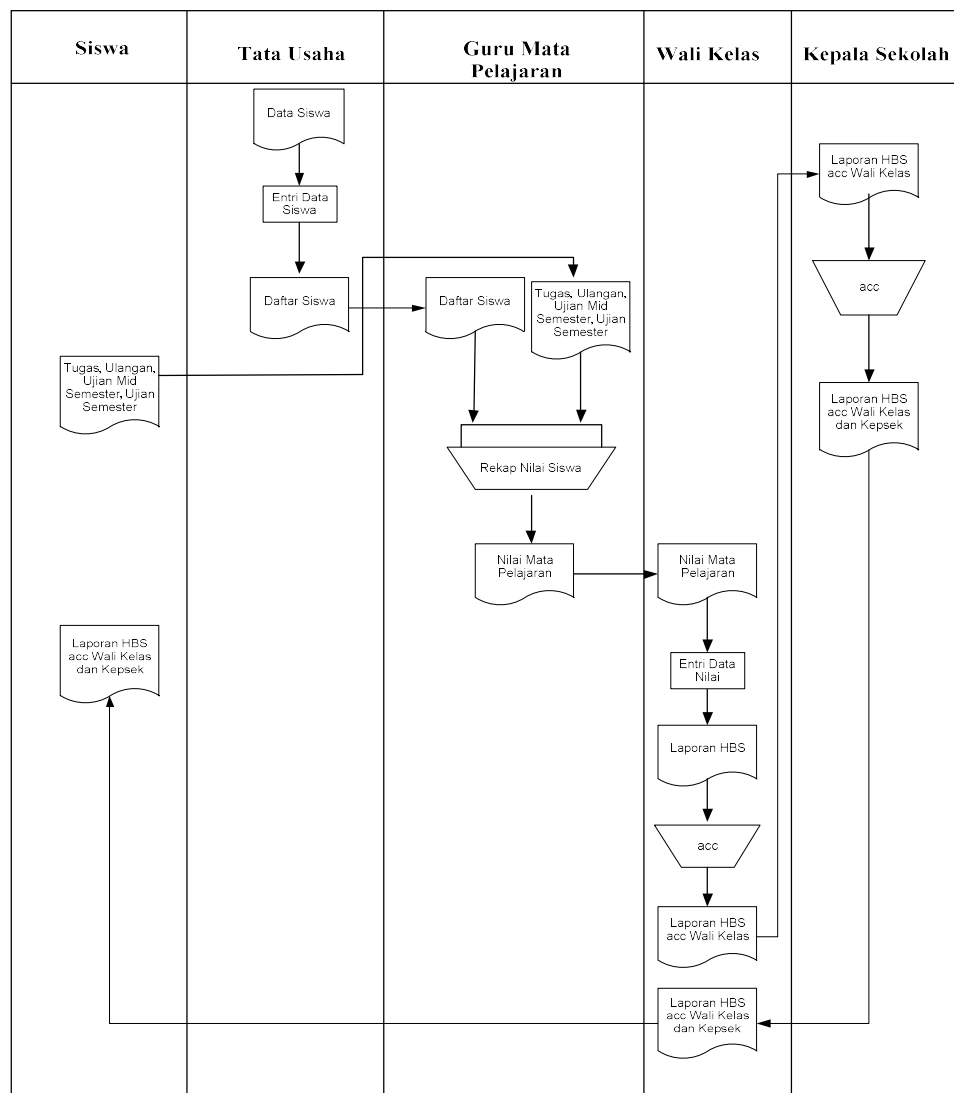 Siswa
Tata Usaha
Guru Mata
Pelajaran
Wali Kelas
Kepala Sekolah
Data Siswa
Entri Data
Siswa
Daftar Siswa
Tugas, Ulangan,
Ujian Mid
Semester, Ujian
Semester
Daftar Siswa
Tugas, Ulangan,
Ujian Mid
Semester, Ujian
Semester
Rekap Nilai Siswa
Nilai Mata
Pelajaran
Nilai Mata
Pelajaran
Entri Data
Nilai
Laporan HBS
acc
Laporan HBS
acc Wali Kelas
Laporan HBS
acc Wali Kelas
acc
Laporan HBS
acc Wali Kelas
dan Kepsek
Laporan HBS
acc Wali Kelas
dan Kepsek
Laporan HBS
acc Wali Kelas
dan Kepsek